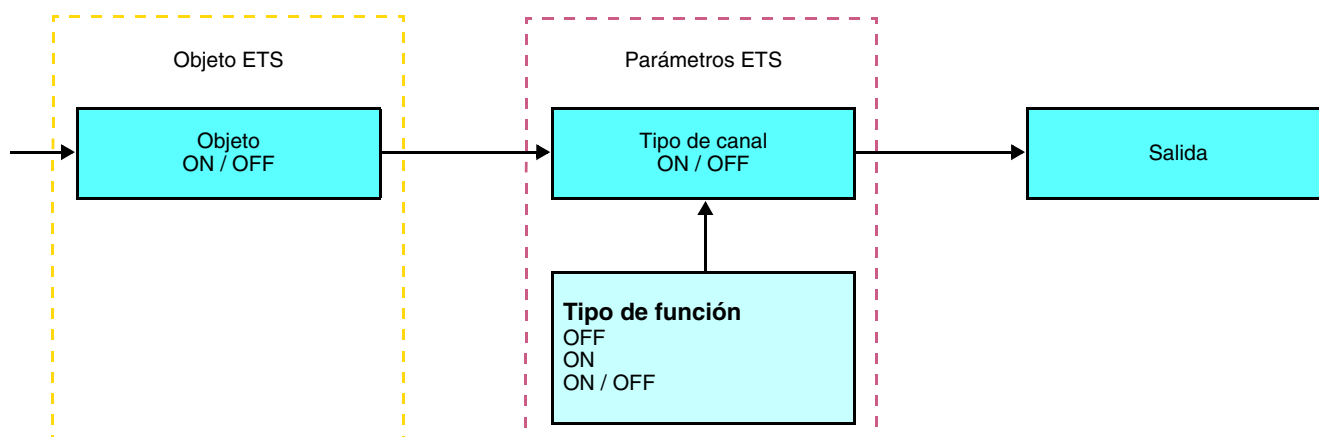 Objeto ETS
Parámetros ETS
Objeto
ON / OFF
Tipo de canal
ON / OFF
Salida
Tipo de función
OFF
ON
ON / OFF